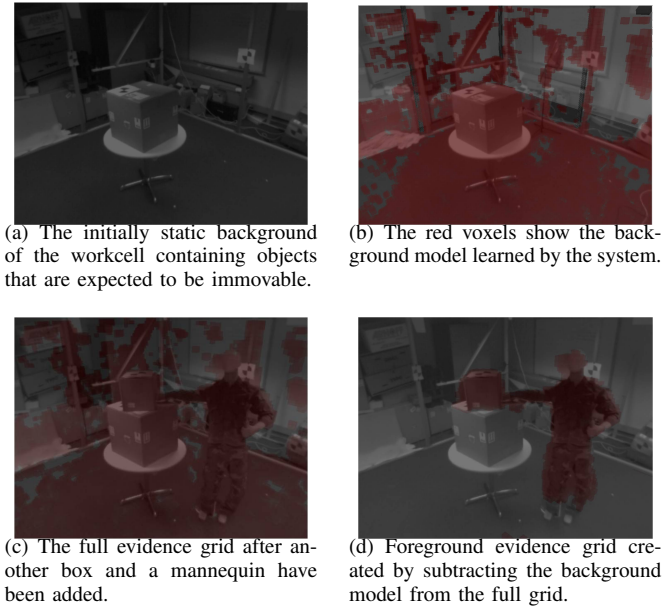 (a) The initially static background
of the workcell containing objects
that are expected to be immovable.
(b) The red voxels show the back-
ground model learned by the system.
(c) The full evidence grid after an-
other box and a mannequin have
been added.
(d) Foreground evidence grid cre-
ated by subtracting the background
model from the full grid.